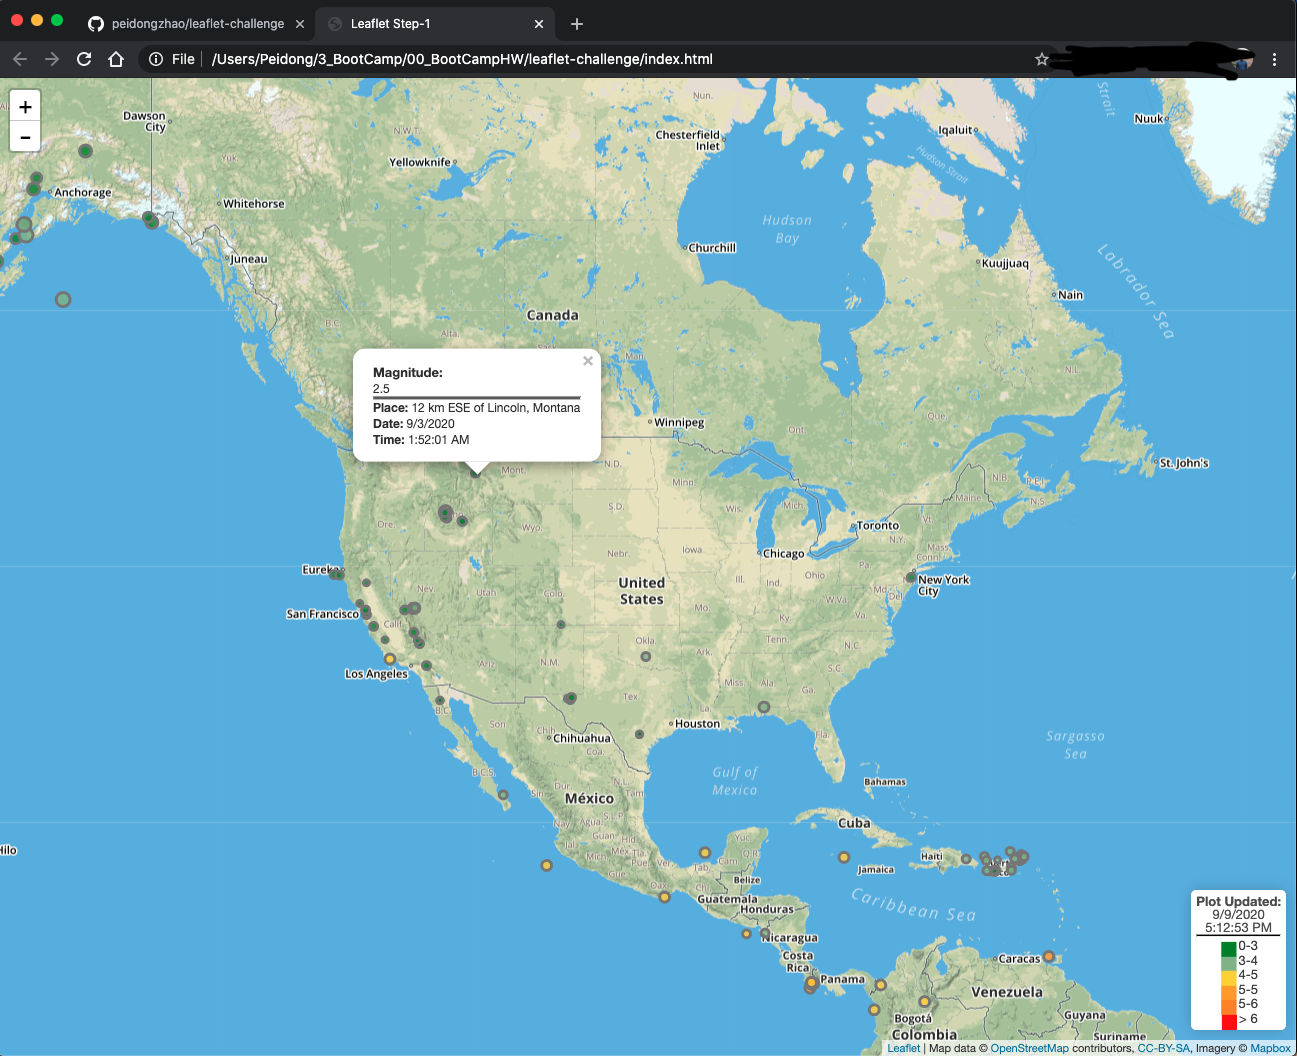 peidongzhao/leaflet-challenge
Leaflet Step-1
File /Users/Peidong/3_BootCamp/00_BootCampHW/leaflet-challenge/index.html
+
−
Dawson City
Yuk.
N.W.T.
Yellowknife
Nun.
Chesterfield Inlet
Iqaluit
Hudson Strait
Strait
Nuuk
Anchorage
Whitehorse
Juneau
Hudson Bay
Churchill
Kuujjuaq
Nain
Labrador Sea
Canada
B.C.
Alta.
Sask.
Man.
N.L.
×
Magnitude:
2.5
Place: 12 km ESE of Lincoln, Montana
Date: 9/3/2020
Time: 1:52:01 AM
Winnipeg
Ont.
Que.
St. John's
N.B.
P.E.I.
N.S.
Mont.
N.D.
Minn.
Maine
Ore.
Wyo.
S.D.
Wis.
Mich.
Toronto
Vt.
N.Y.
Mass.
Conn.
Eureka
Nebr.
Iowa
Chicago
Pa.
New York City
Nev.
Utah
Colo.
United States
Ill.
Ind.
Ohio
Md.
Del.
W.Va.
Va.
San Francisco
Calif.
Mo.
Ky.
Okla.
Tenn.
N.C.
Los Angeles
Ariz.
N.M.
Ark.
S.C.
B.C.
Tex.
Miss.
Ala.
Ga.
La.
Son.
Chih.
Chihuahua
Houston
Fla.
Sargasso Sea
Coa.
B.C.S.
Sin.
Dur.
N.L.
Tam.
Gulf of Mexico
Bahamas
México
Nay.
Agua.
S.L.P.
Cuba
Jal.
Guan.
Hid.
Yuc.
Q.R.
Mich.
Méx.
Tla.
Pue.
Ver.
Tab.
Cam.
Hilo
Gue.
Oax.
Chi.
Belize
Jamaica
Haiti
Guatemala
Honduras
Caribbean Sea
Nicaragua
Costa Rica
Panama
Caracas
Venezuela
Bogotá
Colombia
Guyana
Suriname
Plot Updated:
9/9/2020
5:12:53 PM
0-3
3-4
4-5
5-5
5-6
> 6
Leaflet | Map data © OpenStreetMap contributors, CC-BY-SA, Imagery © Mapbox